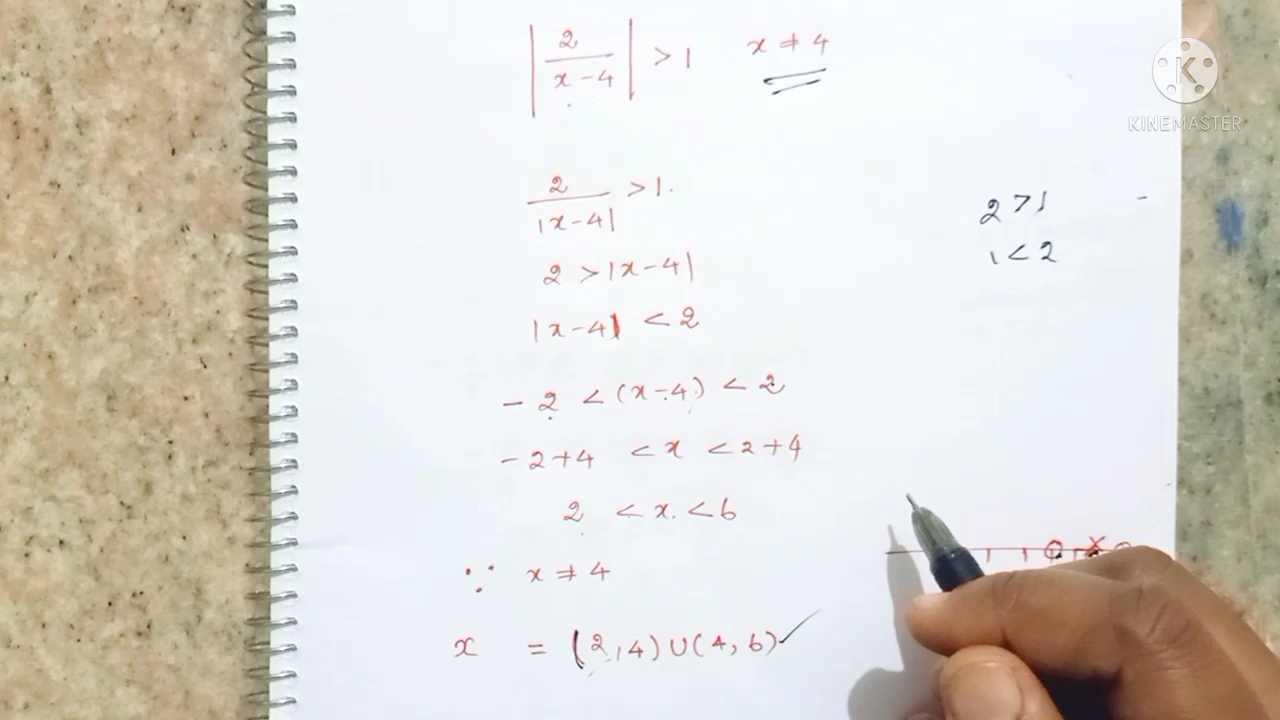 |2/(x-4)| > 1 x ≠ 4
KINEMASTER
2/|x-4| > 1.
2 > 1
2 > |x-4|
1 < 2
|x-4| < 2
-2 < (x-4) < 2
-2+4 < x < 2+4
2 < x < 6
∵ x ≠ 4
x = (2,4) ∪ (4,6) ✓